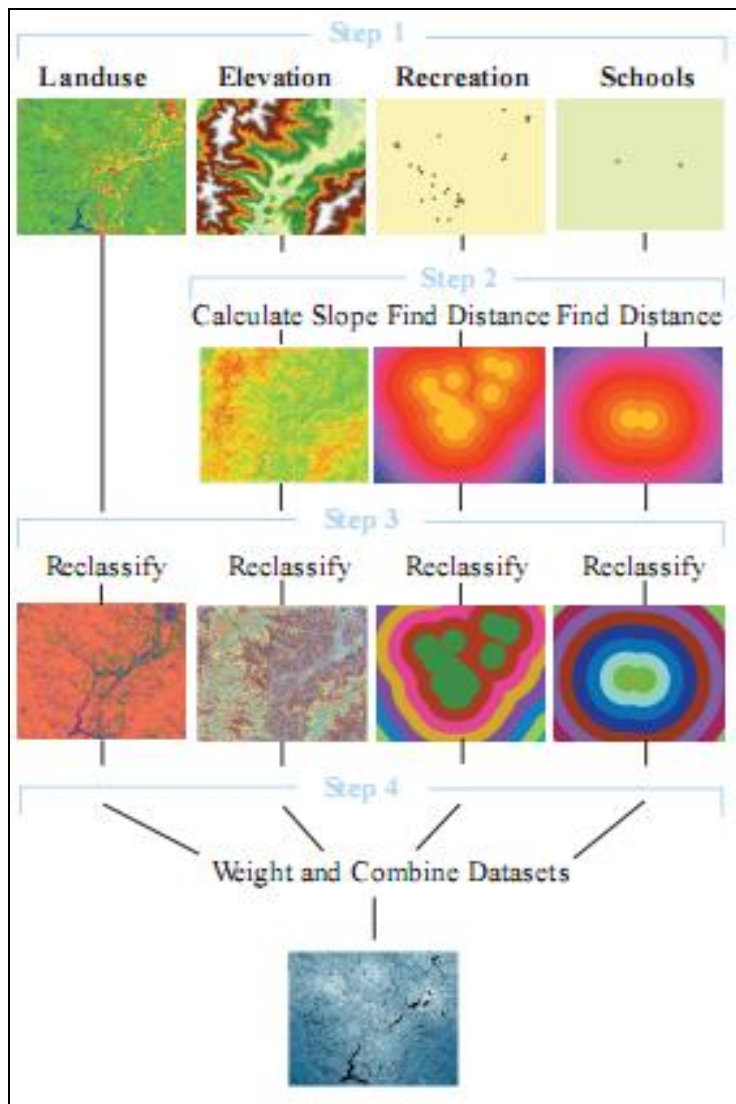 Step 1
Landuse Elevation Recreation Schools
Step 2
Calculate Slope Find Distance Find Distance
Step 3
Reclassify Reclassify Reclassify Reclassify
Step 4
Weight and Combine Datasets